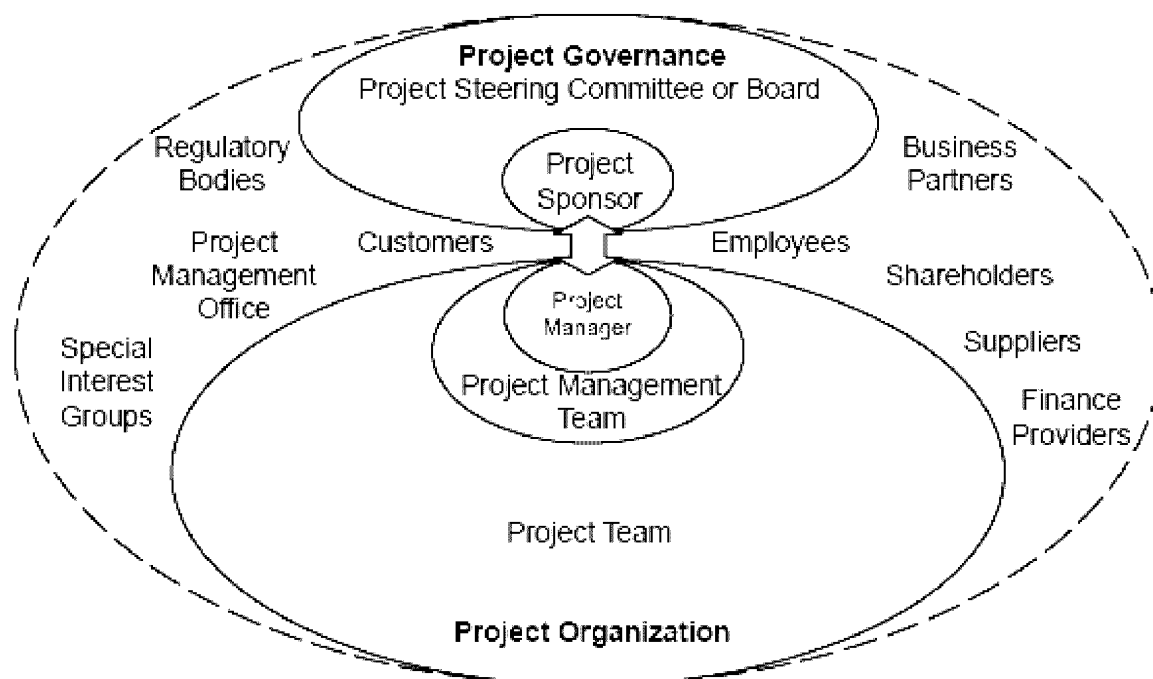 Project Governance
Project Steering Committee or Board
Regulatory
Bodies
Project
Sponsor
Business
Partners
Project
Management
Office
Customers
Employees
Shareholders
Project
Manager
Special
Interest
Groups
Project Management
Team
Suppliers
Finance
Providers
Project Team
Project Organization